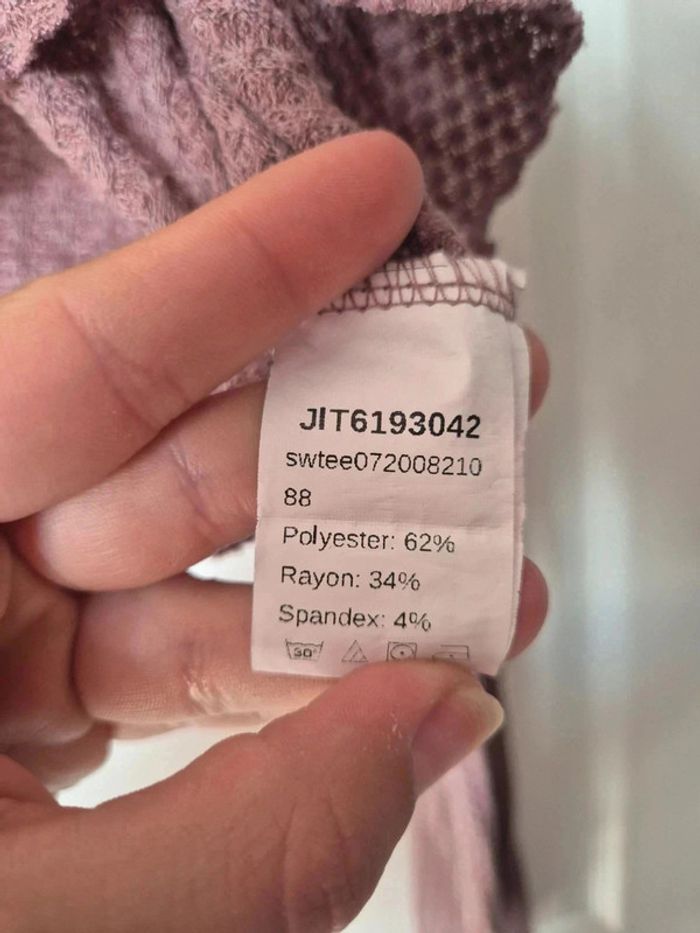 JIT6193042
swtee072008210
88
Polyester: 62%
Rayon: 34%
Spandex: 4%
30°